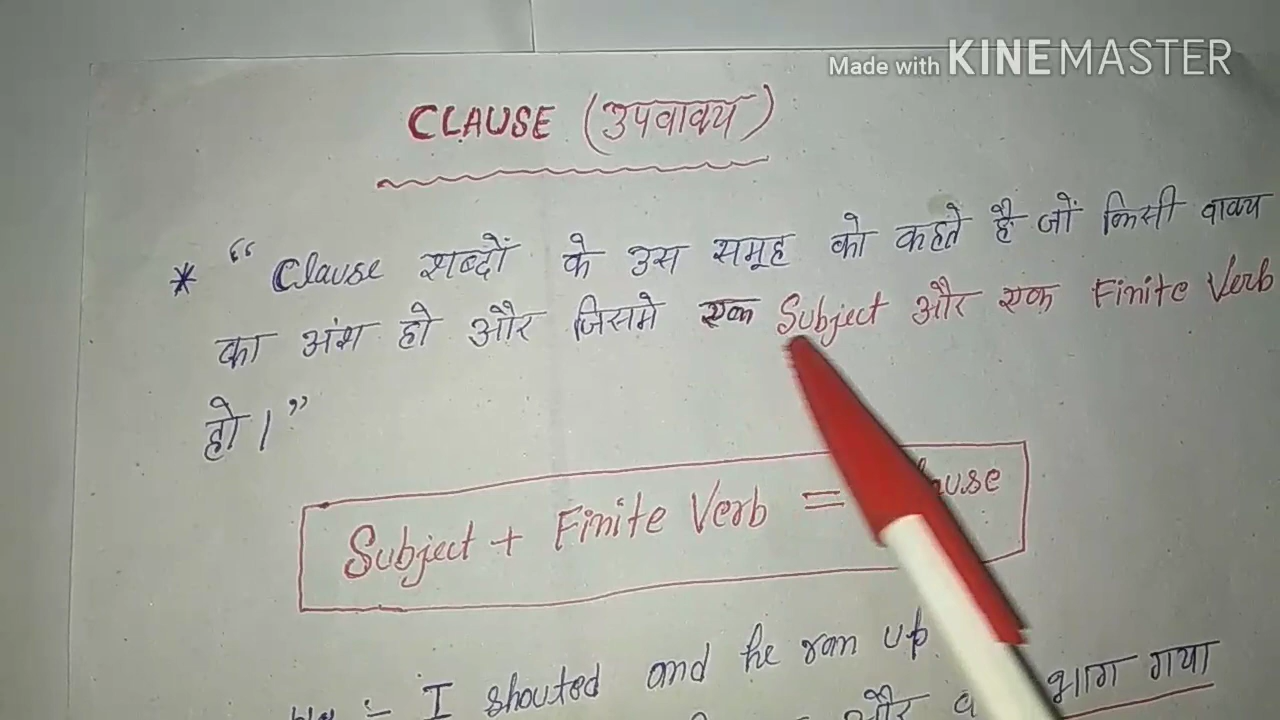 Made with KINEMASTER
CLAUSE (उपवाक्य)
* “ Clause शब्दों के उस समूह को कहते है जों किसी वाक्य
का अंश हो और जिसमे एक Subject और एक Finite Verb
हो।”
Subject + Finite Verb =
:- I shouted and he ran up
और भाग गया